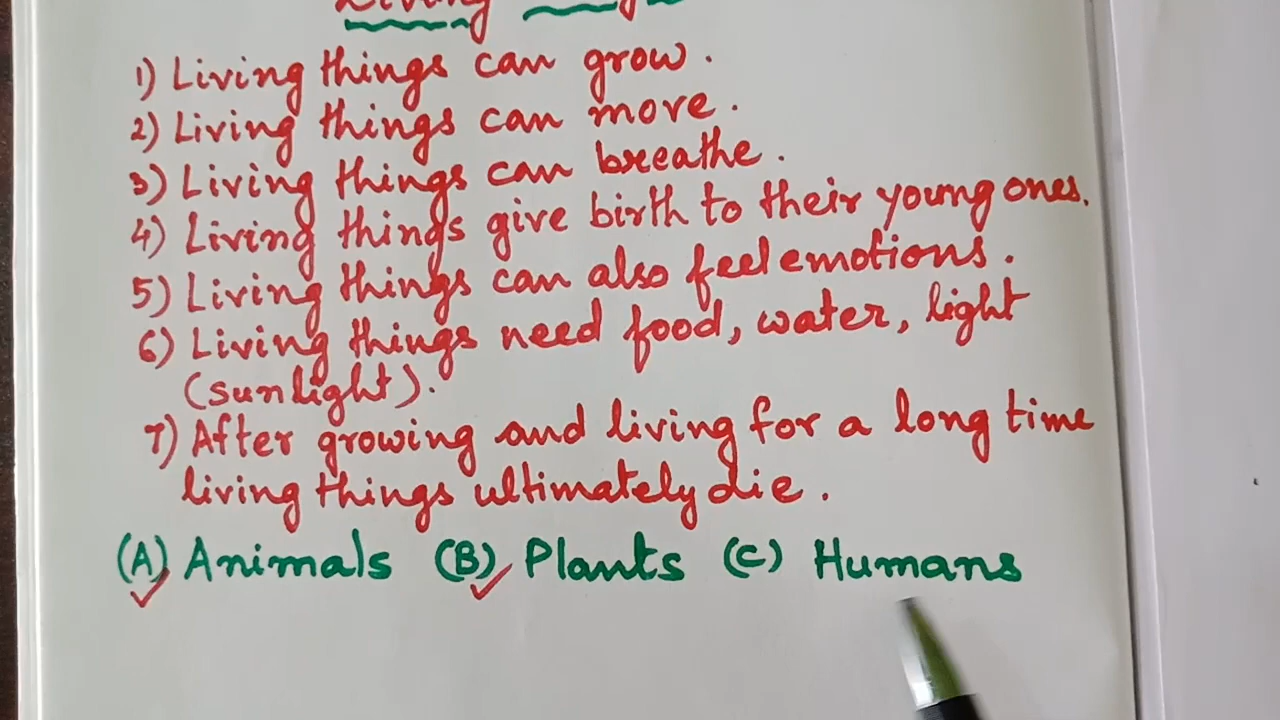 Living
1) Living things can grow.
2) Living things can move.
3) Living things can breathe.
4) Living things give birth to their young ones.
5) Living things can also feel emotions.
6) Living things need food, water, light
(sunlight).
7) After growing and living for a long time
living things ultimately die.
(A) Animals (B) Plants (C) Humans